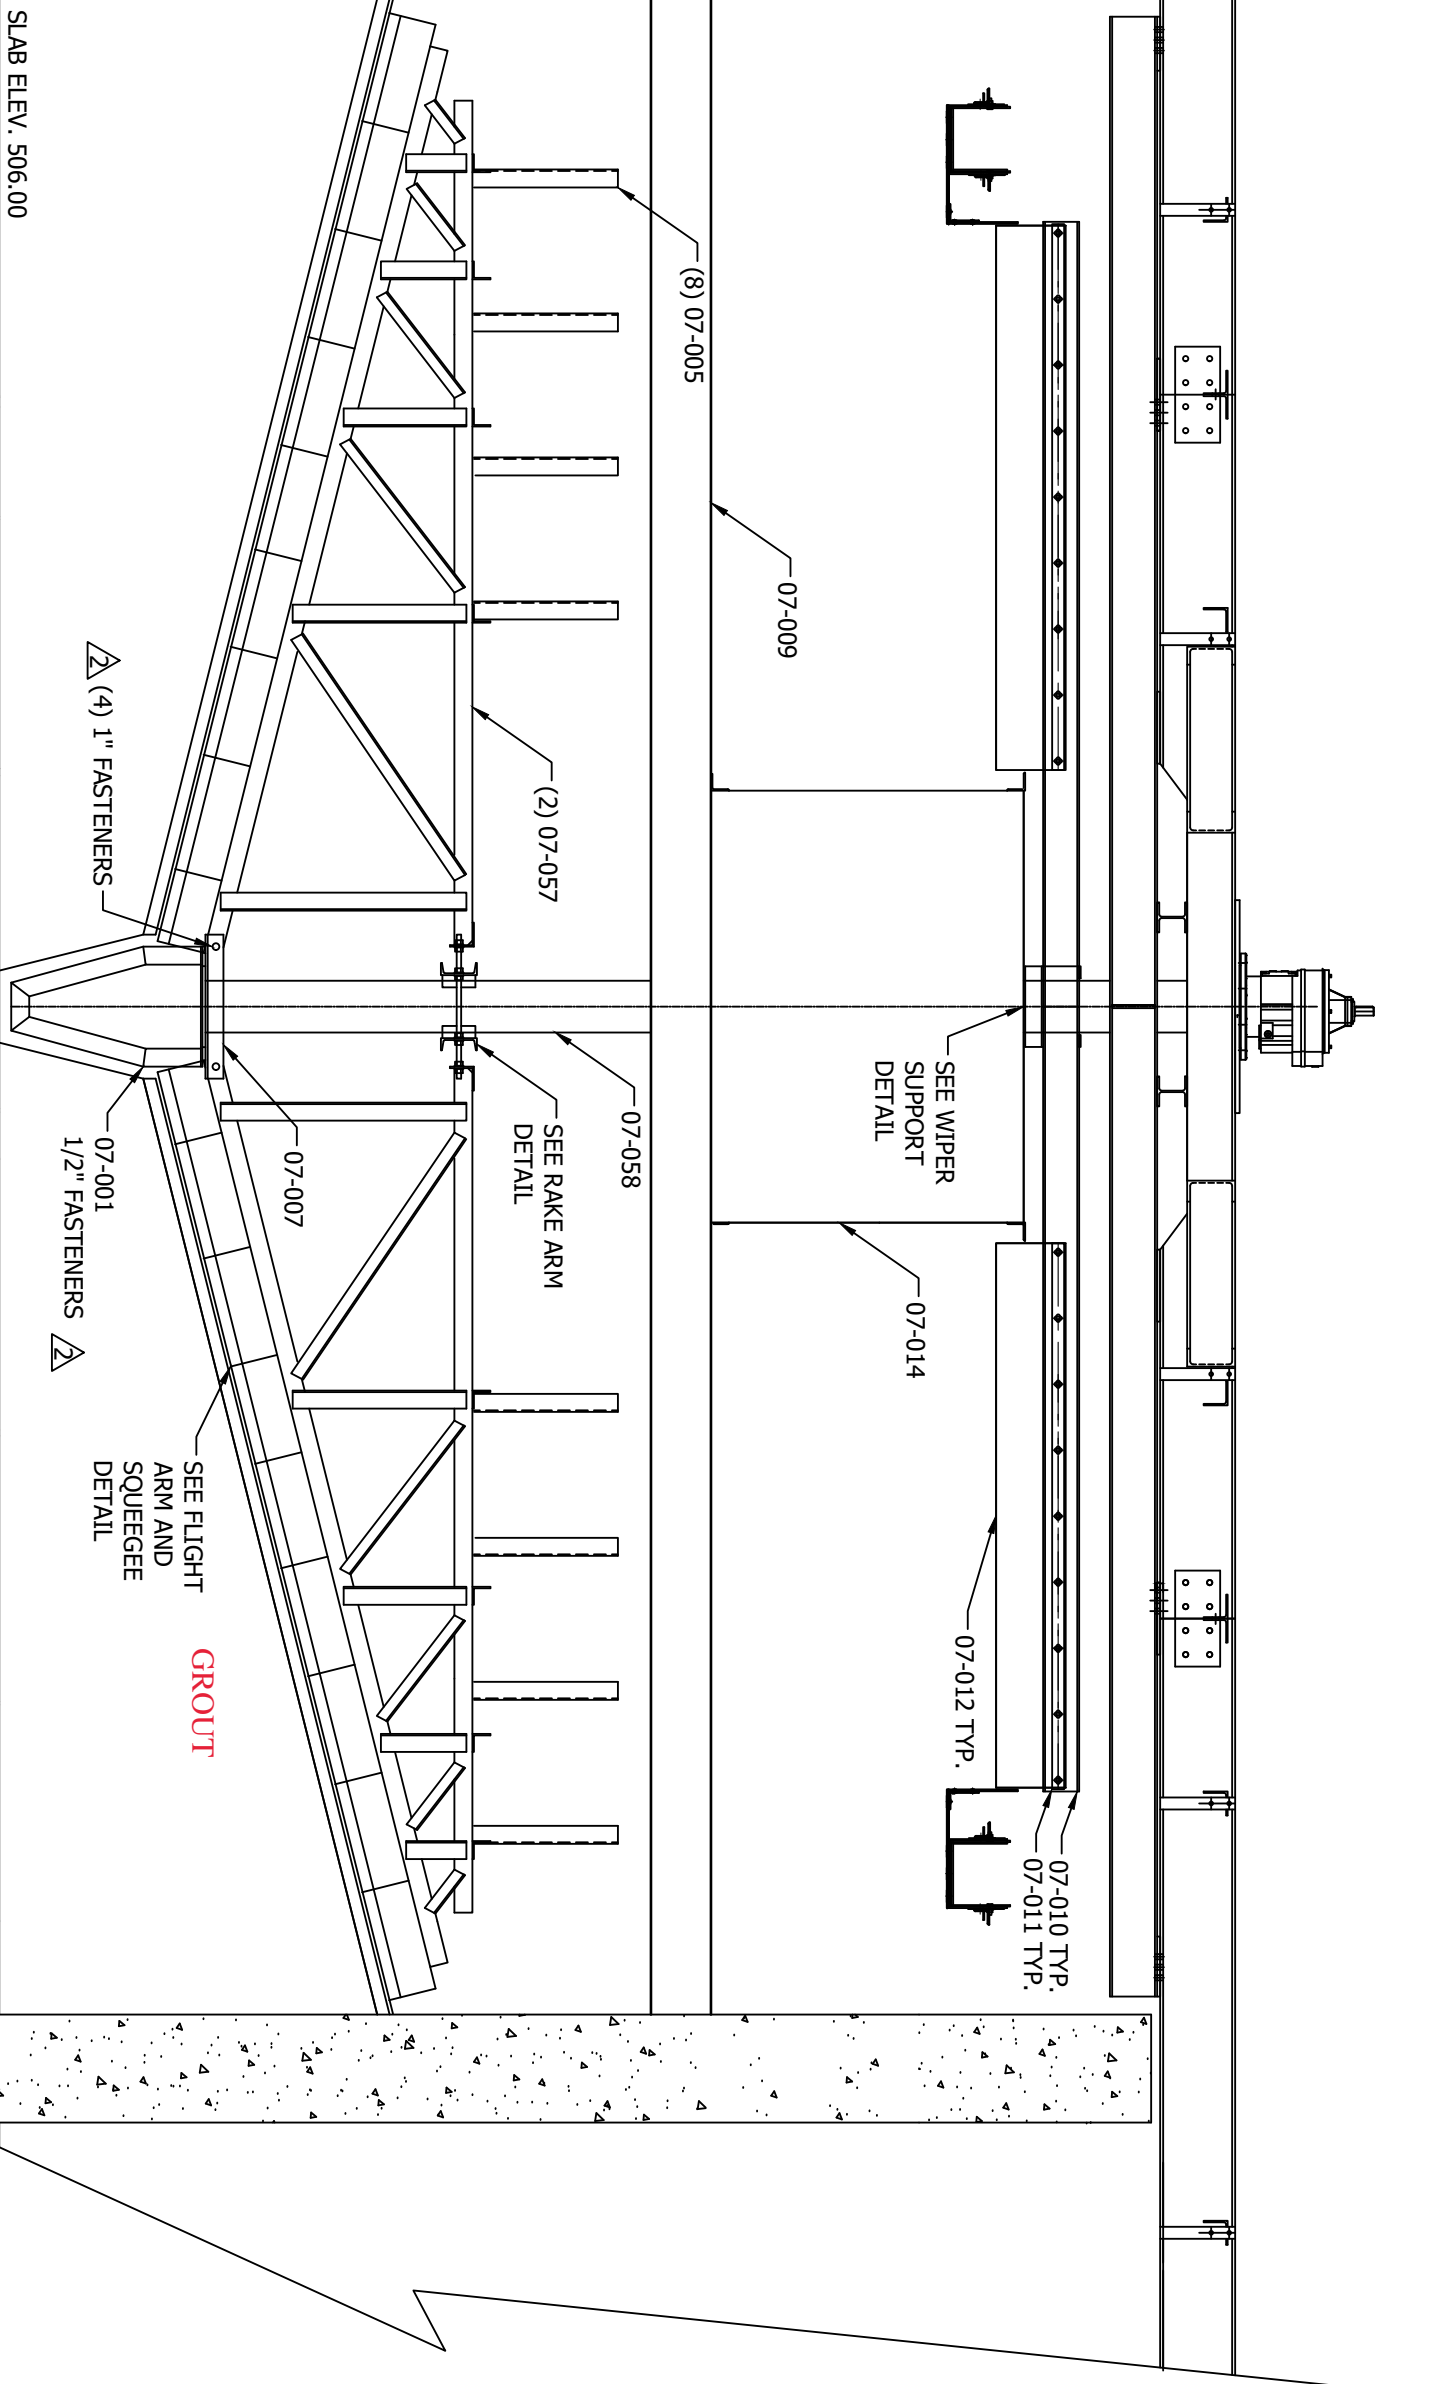 07-010 TYP.
07-011 TYP.
07-012 TYP.
SEE WIPER
SUPPORT
DETAIL
07-014
07-009
(8) 07-005
07-058
(2) 07-057
SEE RAKE ARM
DETAIL
07-007
SEE FLIGHT
ARM AND
SQUEEGEE
DETAIL
GROUT
2 (4) 1" FASTENERS
07-001
1/2" FASTENERS 2
SLAB ELEV. 506.00